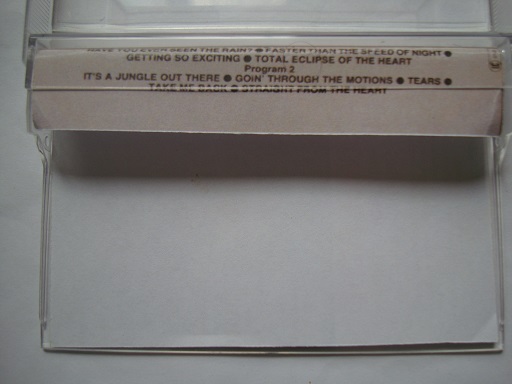 HAVE YOU EVER SEEN THE RAIN? ● FASTER THAN THE SPEED OF NIGHT ●
GETTING SO EXCITING ● TOTAL ECLIPSE OF THE HEART
Program 2
IT'S A JUNGLE OUT THERE ● GOIN' THROUGH THE MOTIONS ● TEARS ●
TAKE ME BACK ● STRAIGHT FROM THE HEART